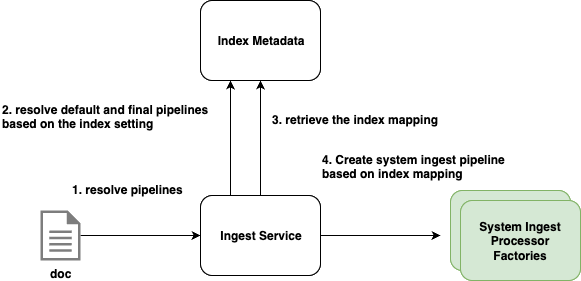 Index Metadata
2. resolve default and final pipelines
based on the index setting
3. retrieve the index mapping
4. Create system ingest pipeline
based on index mapping
1. resolve pipelines
Ingest Service
System Ingest
Processor
Factories
doc